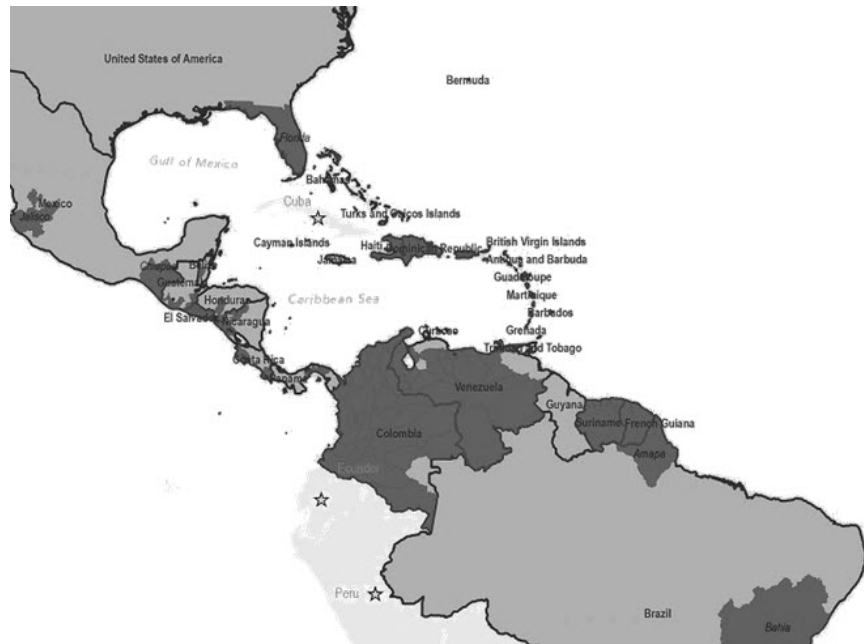 United States of America
Bermuda
Florida
Gulf of Mexico
Bahamas
Cuba
Turks and Caicos Islands
Mexico
Jalisco
Cayman Islands
Haiti
Dominican Republic
British Virgin Islands
Jamaica
Antigua and Barbuda
Chiapas
Belize
Guadeloupe
Guatemala
Honduras
Caribbean Sea
Martinique
El Salvador
Nicaragua
Barbados
Curacao
Grenada
Trinidad and Tobago
Costa Rica
Panama
Venezuela
Guyana
Suriname
French Guiana
Colombia
Amapa
Ecuador
Peru
Brazil
Bahia